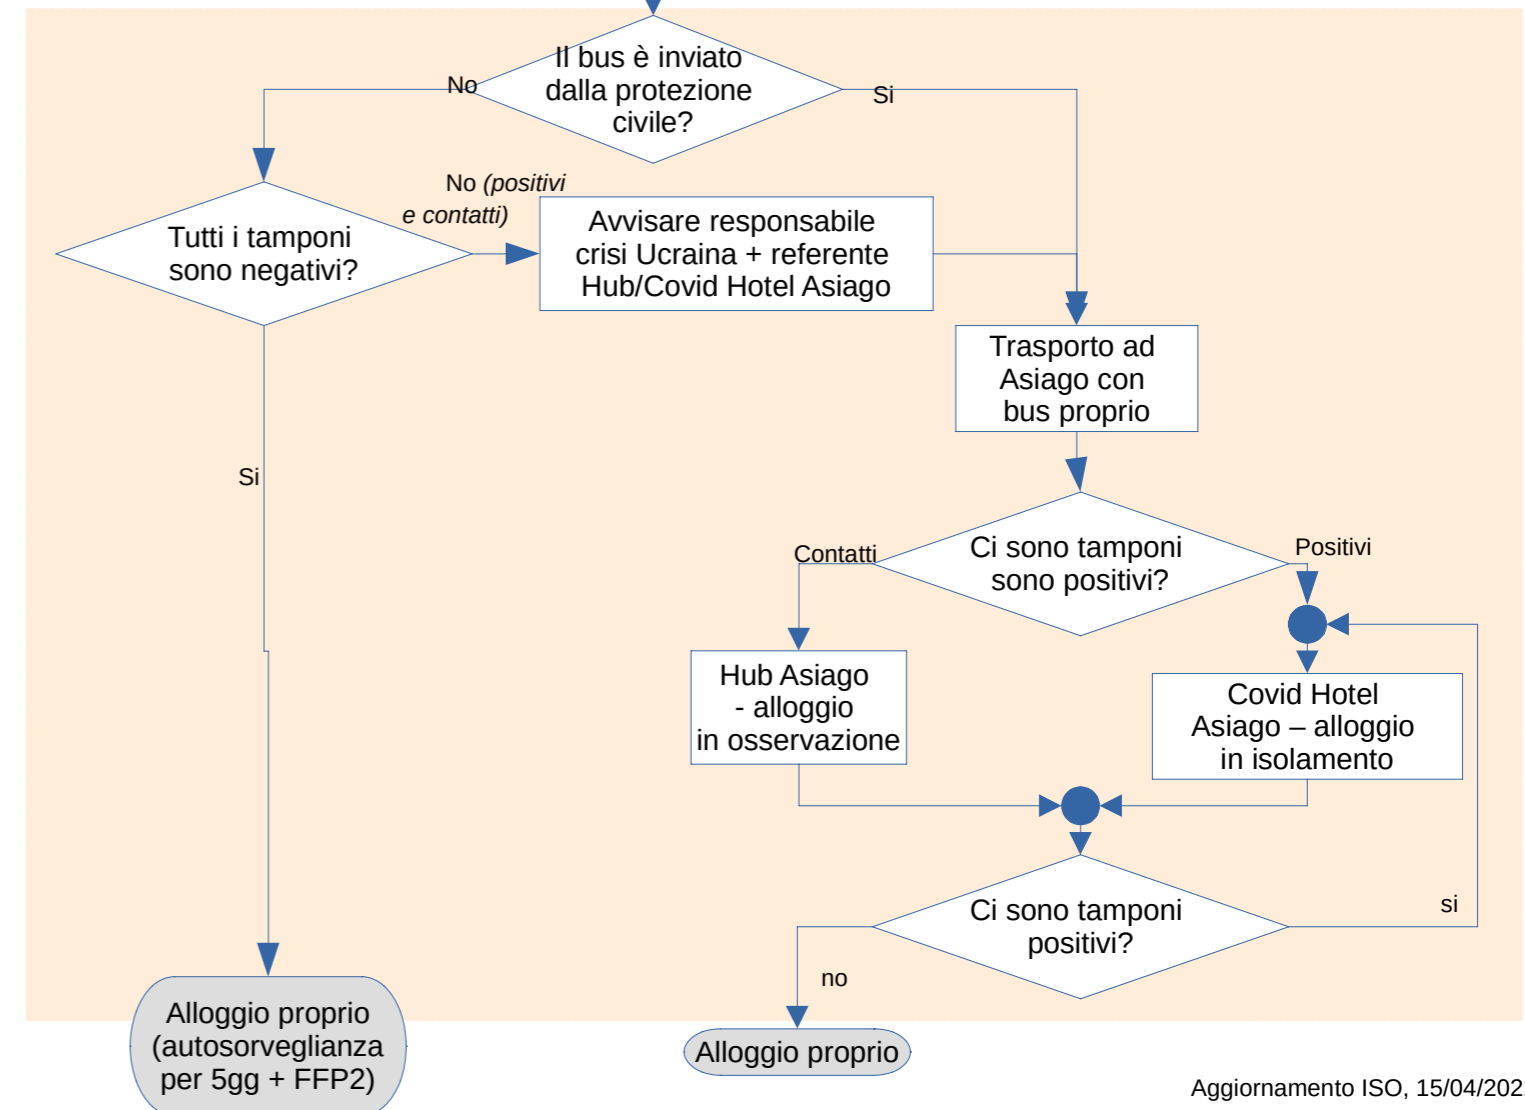 Il bus è inviato
dalla protezione
civile?
No
Si
No (positivi
e contatti)
Tutti i tamponi
sono negativi?
Avvisare responsabile
crisi Ucraina + referente
Hub/Covid Hotel Asiago
Trasporto ad
Asiago con
bus proprio
Si
Ci sono tamponi
sono positivi?
Contatti
Positivi
Hub Asiago
- alloggio
in osservazione
Covid Hotel
Asiago – alloggio
in isolamento
Ci sono tamponi
positivi?
si
no
Alloggio proprio
(autosorveglianza
per 5gg + FFP2)
Alloggio proprio
Aggiornamento ISO, 15/04/202